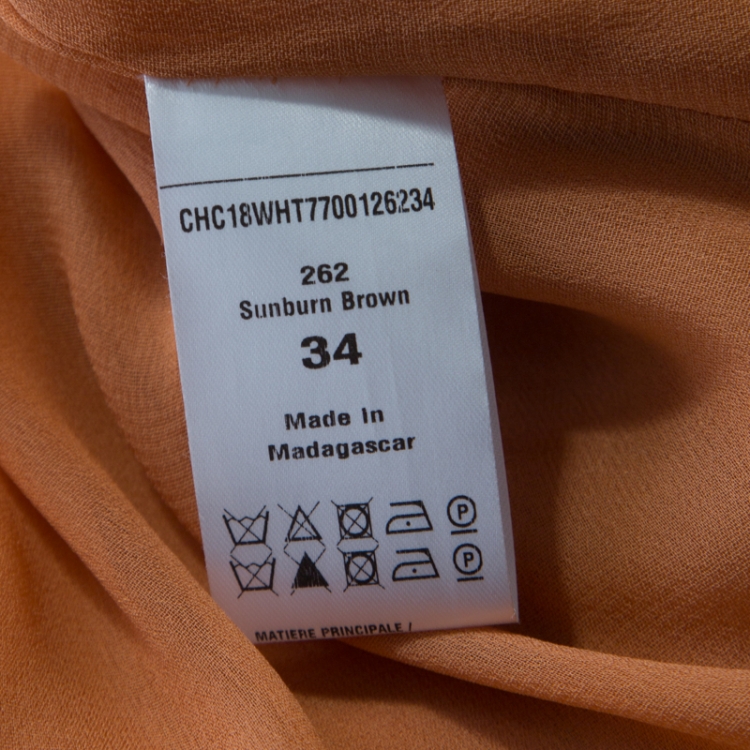 CHC18WHT7700126234
262
Sunburn Brown
34
Made in
Madagascar
P
P
MATIERE PRINCIPALE /